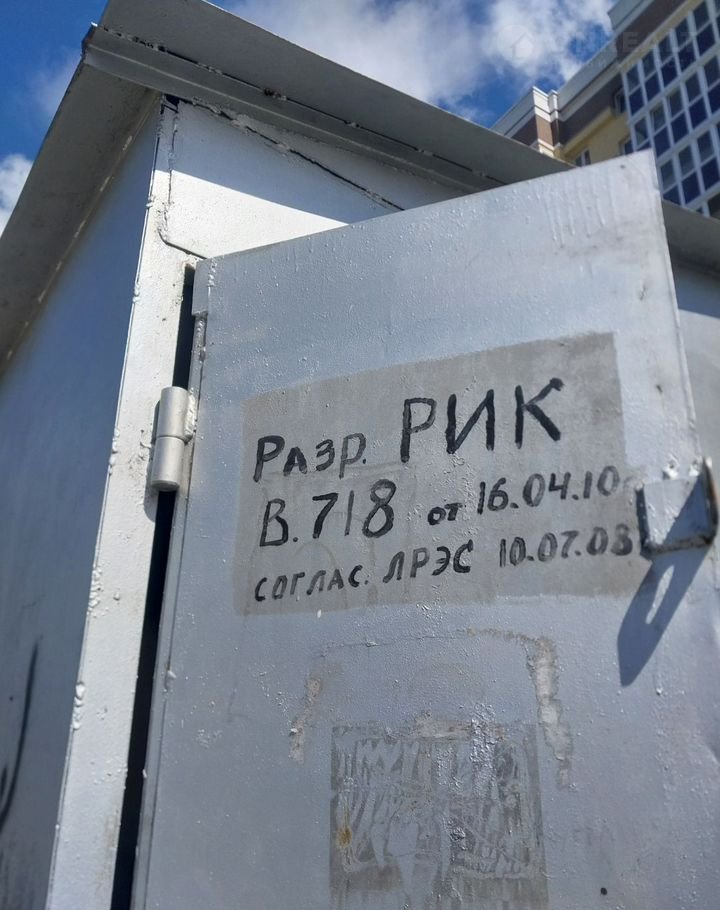 РАЗР. РИК
В.718 от 16.04.10
СОГЛАС. ЛРЭС 10.07.08